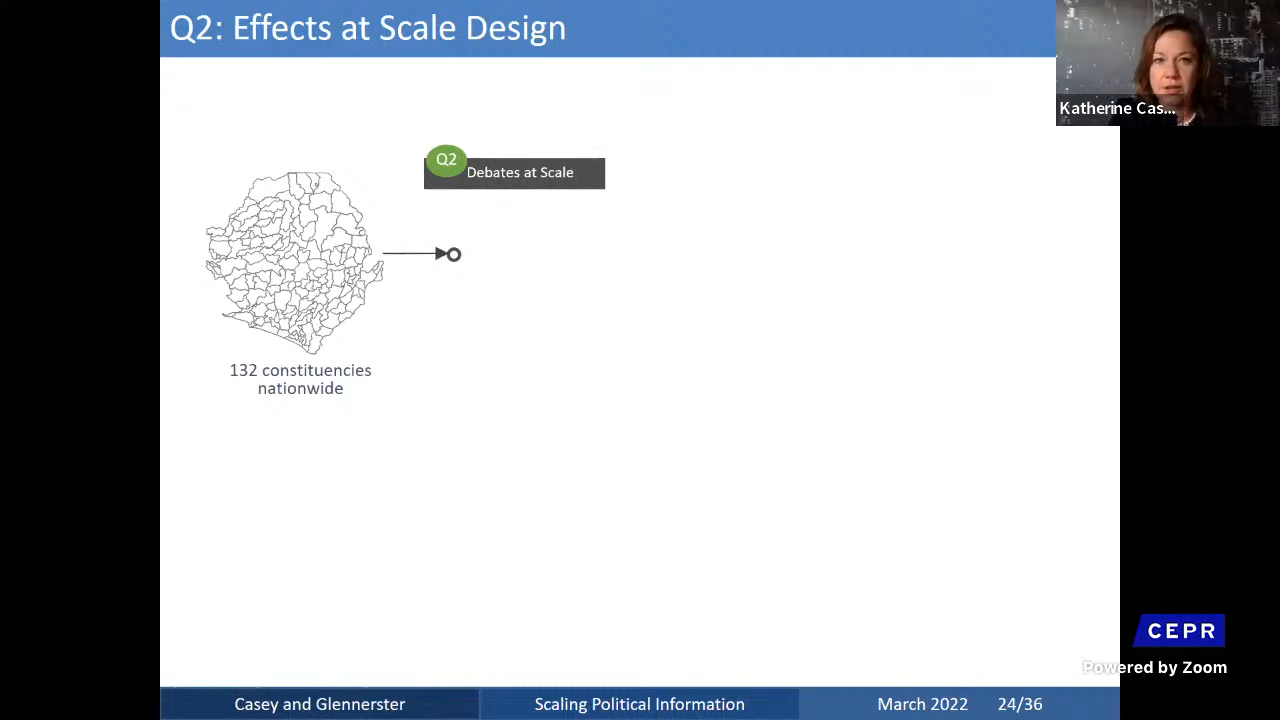 Q2: Effects at Scale Design
Katherine Cas...
Q2
Debates at Scale
132 constituencies
nationwide
CEPR
Powered by Zoom
Casey and Glennerster
Scaling Political Information
March 2022
24/36